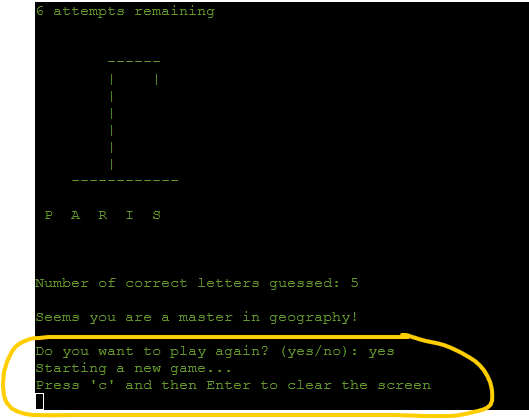 6 attempts remaining
P A R I S
Number of correct letters guessed: 5
Seems you are a master in geography!
Do you want to play again? (yes/no): yes
Starting a new game...
Press 'c' and then Enter to clear the screen